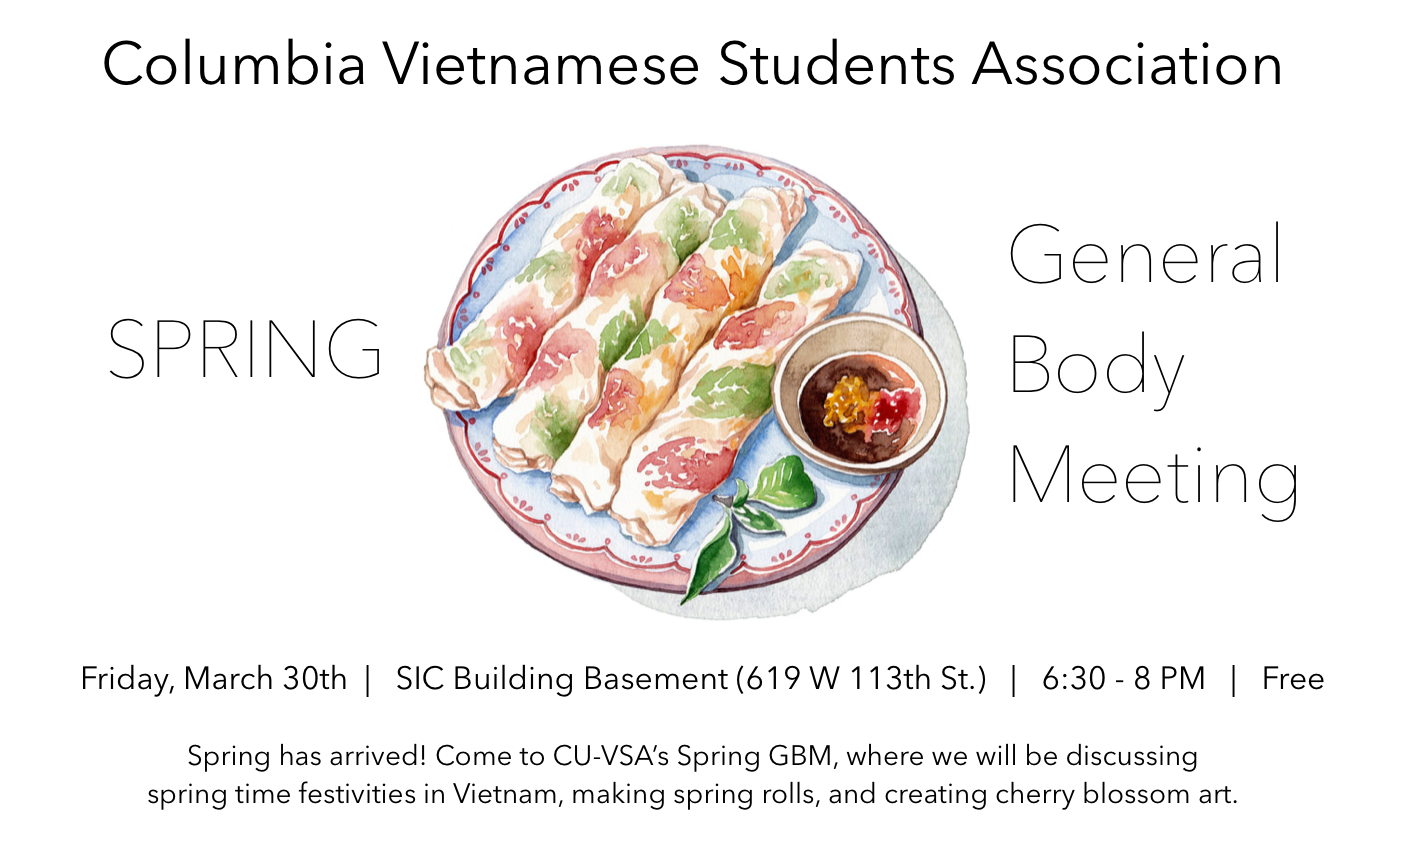 Columbia Vietnamese Students Association
SPRING
General
Body
Meeting
Friday, March 30th | SIC Building Basement (619 W 113th St.) | 6:30 - 8 PM | Free
Spring has arrived! Come to CU-VSA’s Spring GBM, where we will be discussing
spring time festivities in Vietnam, making spring rolls, and creating cherry blossom art.